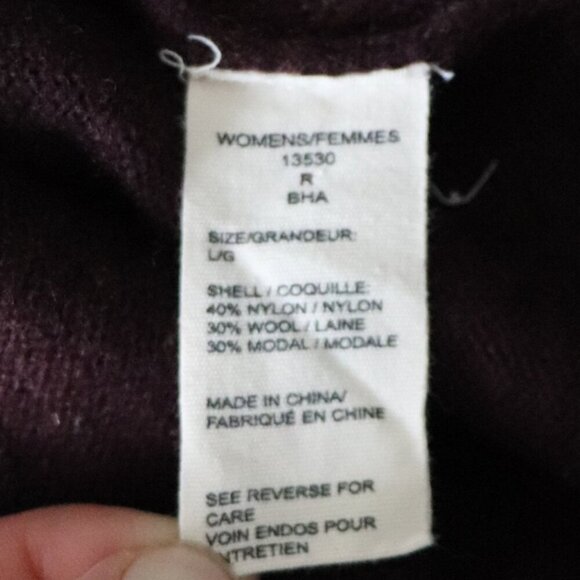 WOMENS/FEMMES
13530
R
BHA
SIZE/GRANDEUR:
L/G
SHELL / COQUILLE:
40% NYLON / NYLON
30% WOOL / LAINE
30% MODAL / MODALE
MADE IN CHINA/
FABRIQUÉ EN CHINE
SEE REVERSE FOR
CARE
VOIN ENDOS POUR
ENTRETIEN